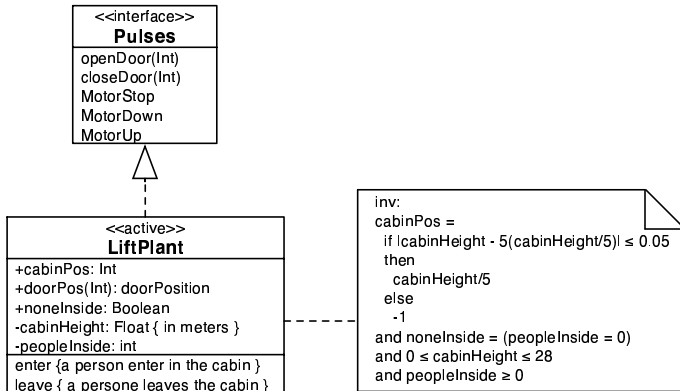 <<interface>>
Pulses
openDoor(Int)
closeDoor(Int)
MotorStop
MotorDown
MotorUp
<<active>>
LiftPlant
+cabinPos: Int
+doorPos(Int): doorPosition
+noneInside: Boolean
-cabinHeight: Float { in meters }
-peopleInside: int
enter {a person enter in the cabin }
leave { a persone leaves the cabin }
inv:
cabinPos =
if |cabinHeight - 5(cabinHeight/5)| ≤ 0.05
then
cabinHeight/5
else
-1
and noneInside = (peopleInside = 0)
and 0 ≤ cabinHeight ≤ 28
and peopleInside ≥ 0